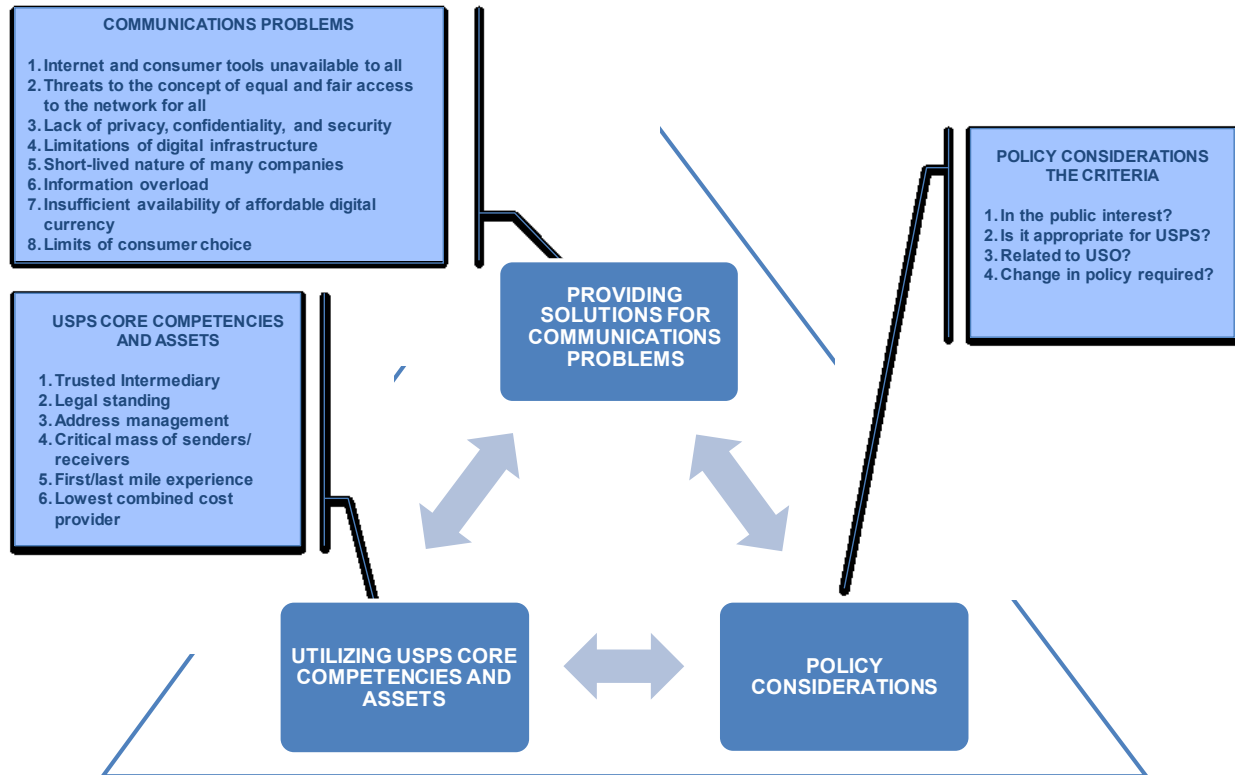 COMMUNICATIONS PROBLEMS
1. Internet and consumer tools unavailable to all
2. Threats to the concept of equal and fair access
to the network for all
3. Lack of privacy, confidentiality, and security
4. Limitations of digital infrastructure
5. Short-lived nature of many companies
6. Information overload
7. Insufficient availability of affordable digital
currency
8. Limits of consumer choice
POLICY CONSIDERATIONS
THE CRITERIA
1. In the public interest?
2. Is it appropriate for USPS?
3. Related to USO?
4. Change in policy required?
USPS CORE COMPETENCIES
AND ASSETS
1. Trusted Intermediary
2. Legal standing
3. Address management
4. Critical mass of senders/
receivers
5. First/last mile experience
6. Lowest combined cost
provider
PROVIDING
SOLUTIONS FOR
COMMUNICATIONS
PROBLEMS
UTILIZING USPS CORE
COMPETENCIES AND
ASSETS
POLICY
CONSIDERATIONS